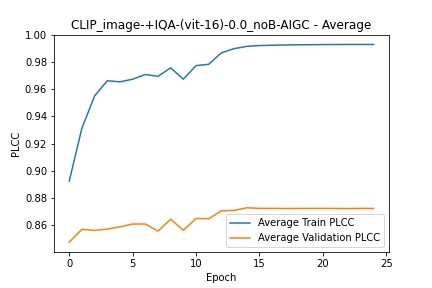 CLIP_image-+IQA-(vit-16)-0.0_noB-AIGC - Average
1.00
0.98
0.96
0.94
0.92
0.90
0.88
0.86
PLCC
Average Train PLCC
Average Validation PLCC
0 5 10 15 20 25
Epoch